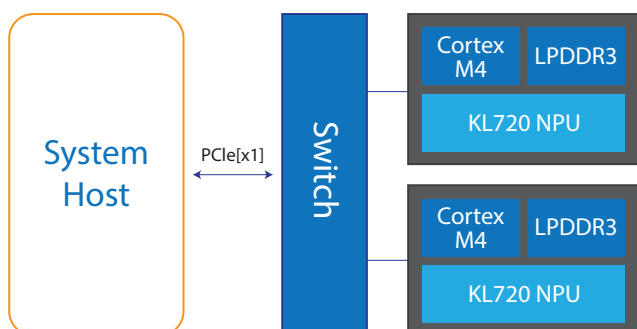 System
Host
PCIe[x1]
Switch
Cortex
M4
LPDDR3
KL720 NPU
Cortex
M4
LPDDR3
KL720 NPU